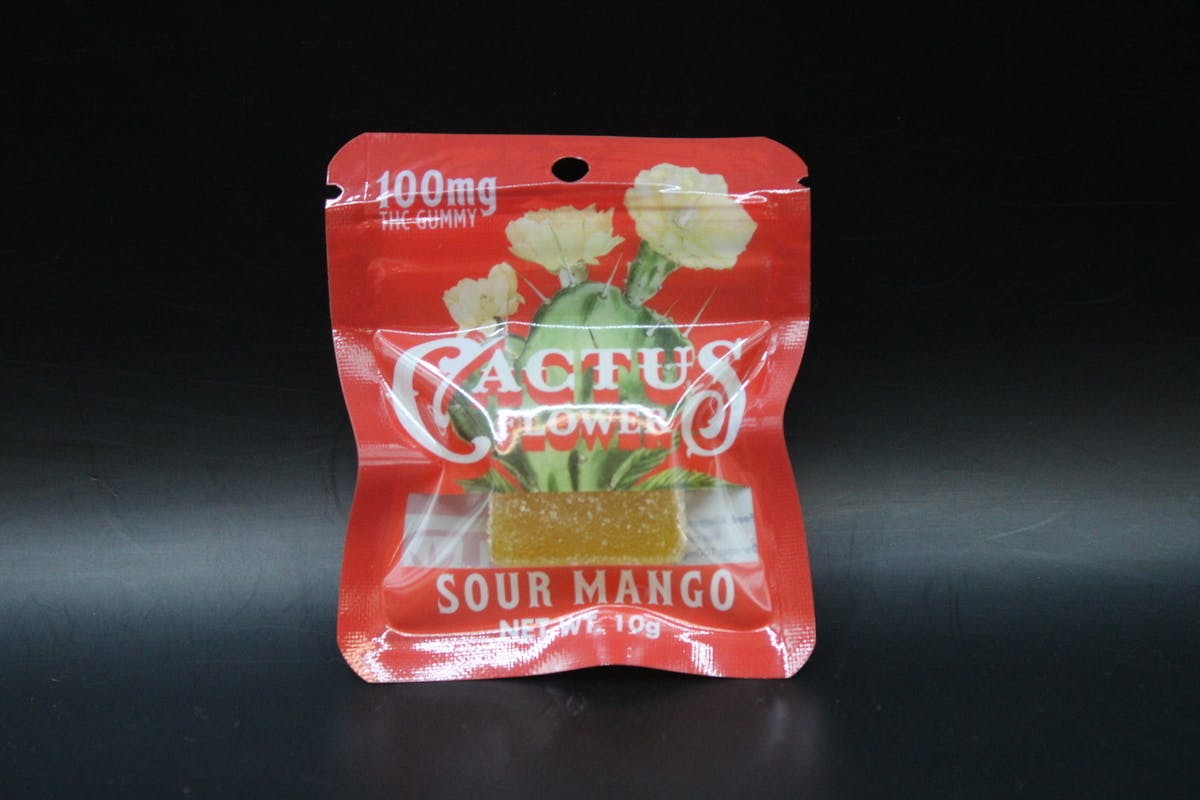 100mg
THC GUMMY
CACTUS
FLOWER
SOUR MANGO
NET WT. 10g